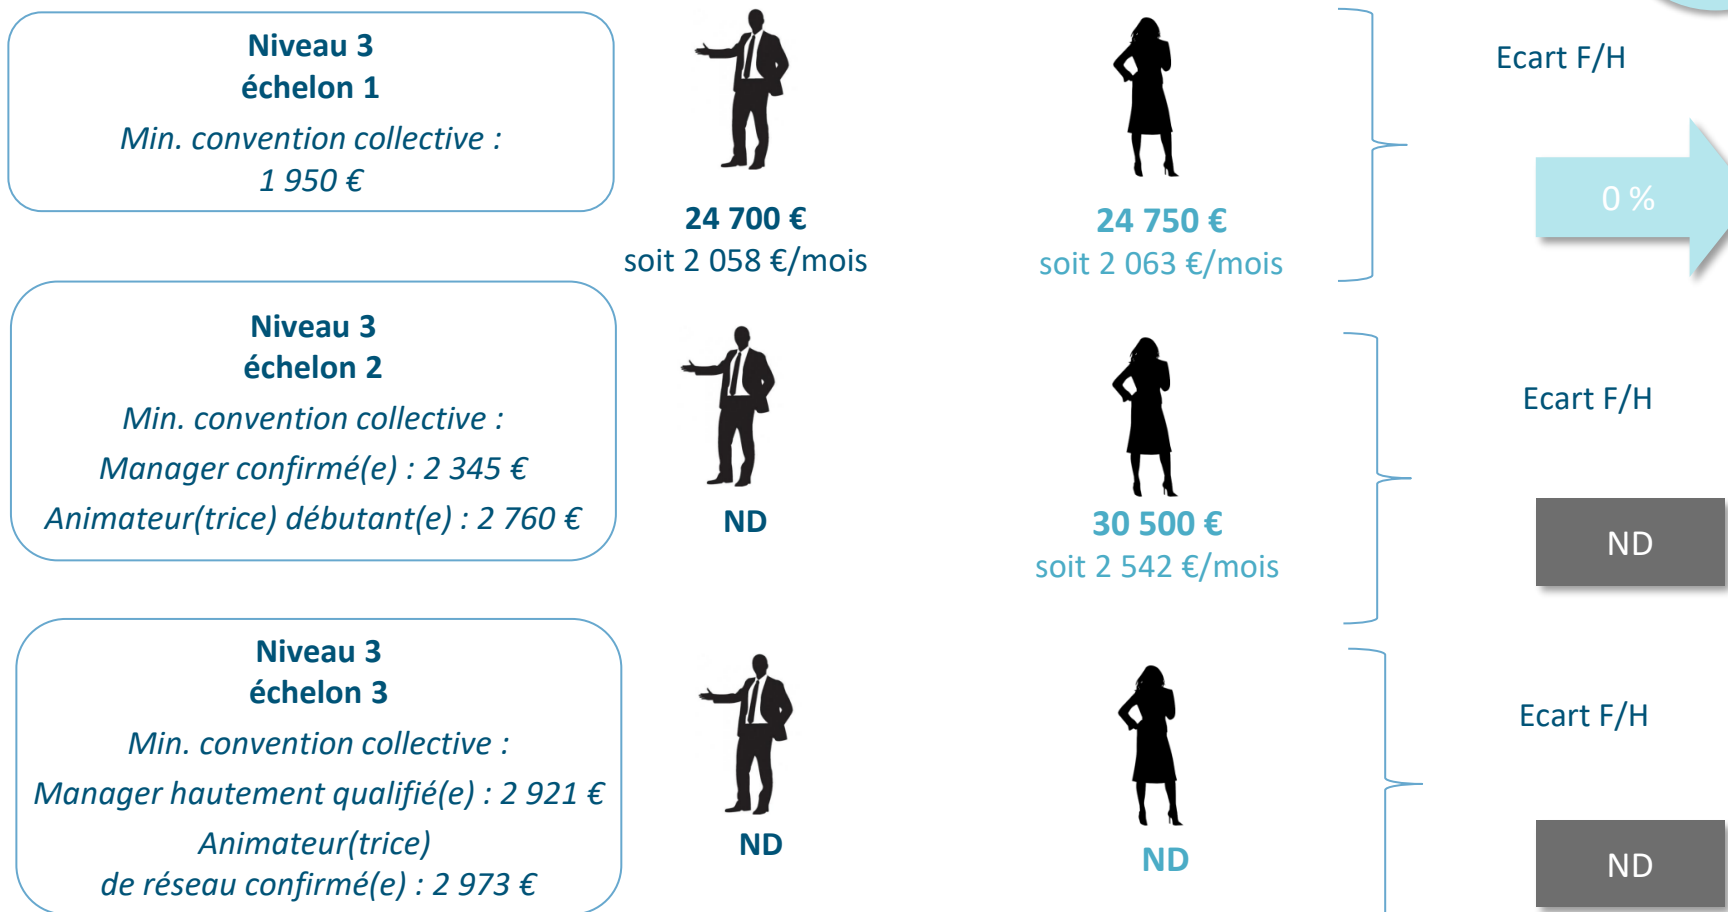 Niveau 3
échelon 1
Min. convention collective :
1 950 €
24 700 €
soit 2 058 €/mois
24 750 €
soit 2 063 €/mois
Ecart F/H
0 %
Niveau 3
échelon 2
Min. convention collective :
Manager confirmé(e) : 2 345 €
Animateur(trice) débutant(e) : 2 760 €
ND
30 500 €
soit 2 542 €/mois
Ecart F/H
ND
Niveau 3
échelon 3
Min. convention collective :
Manager hautement qualifié(e) : 2 921 €
Animateur(trice)
de réseau confirmé(e) : 2 973 €
ND
ND
Ecart F/H
ND